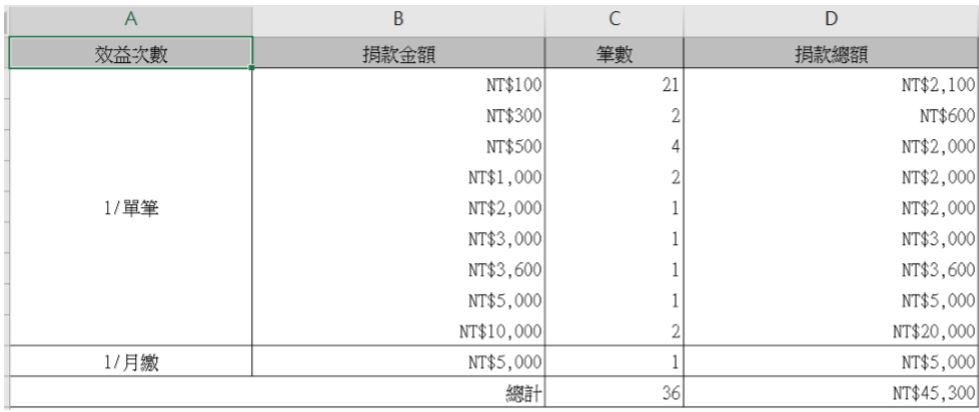 A B C D
效益次數 捐款金額 筆數 捐款總額
NT$100 21 NT$2,100
NT$300 2 NT$600
NT$500 4 NT$2,000
NT$1,000 2 NT$2,000
1/單筆 NT$2,000 1 NT$2,000
NT$3,000 1 NT$3,000
NT$3,600 1 NT$3,600
NT$5,000 1 NT$5,000
NT$10,000 2 NT$20,000
1/月繳 NT$5,000 1 NT$5,000
總計 36 NT$45,300